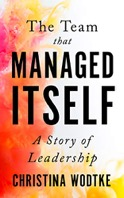 The Team
that
MANAGED
ITSELF
A Story of
Leadership
CHRISTINA WODTKE